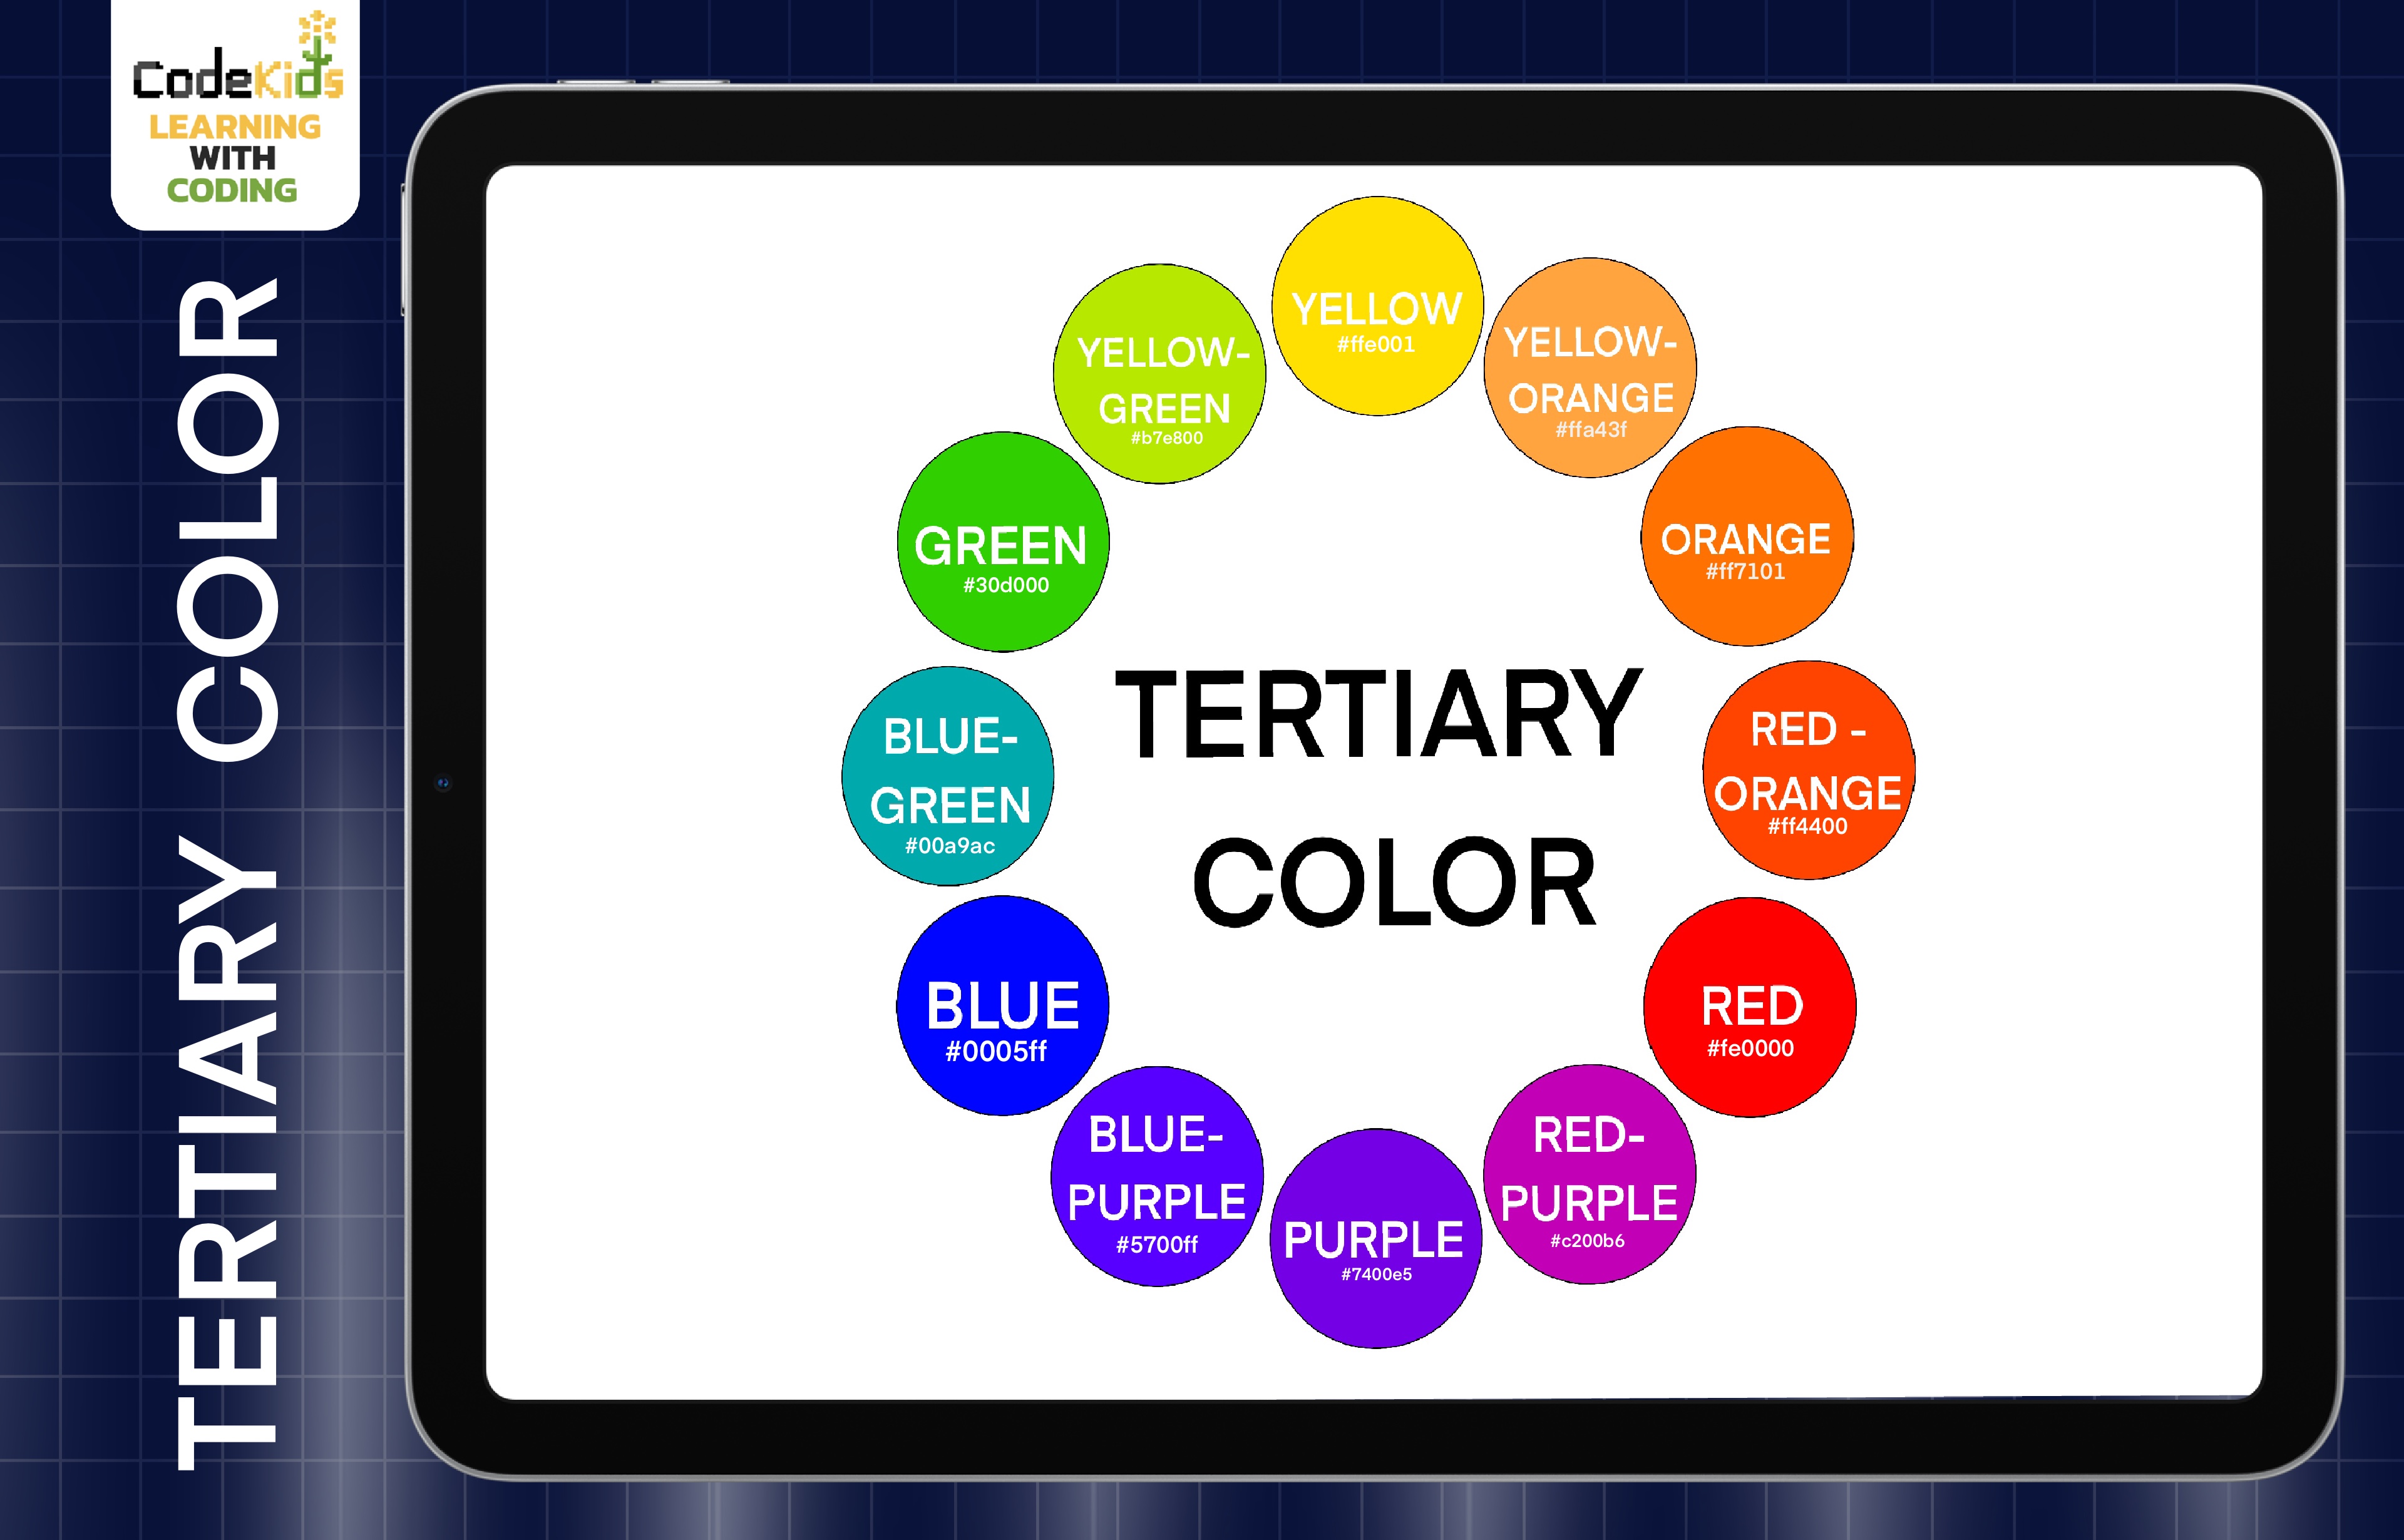 CodeKids
LEARNING
WITH
CODING
TERTIARY COLOR
YELLOW
#ffe001
YELLOW-
ORANGE
#ffa43f
ORANGE
#ff7101
RED -
ORANGE
#ff4400
RED
#fe0000
RED-
PURPLE
#c200b6
PURPLE
#7400e5
BLUE-
PURPLE
#5700ff
BLUE
#0005ff
BLUE-
GREEN
#00a9ac
GREEN
#30d000
YELLOW-
GREEN
#b7e800
TERTIARY
COLOR